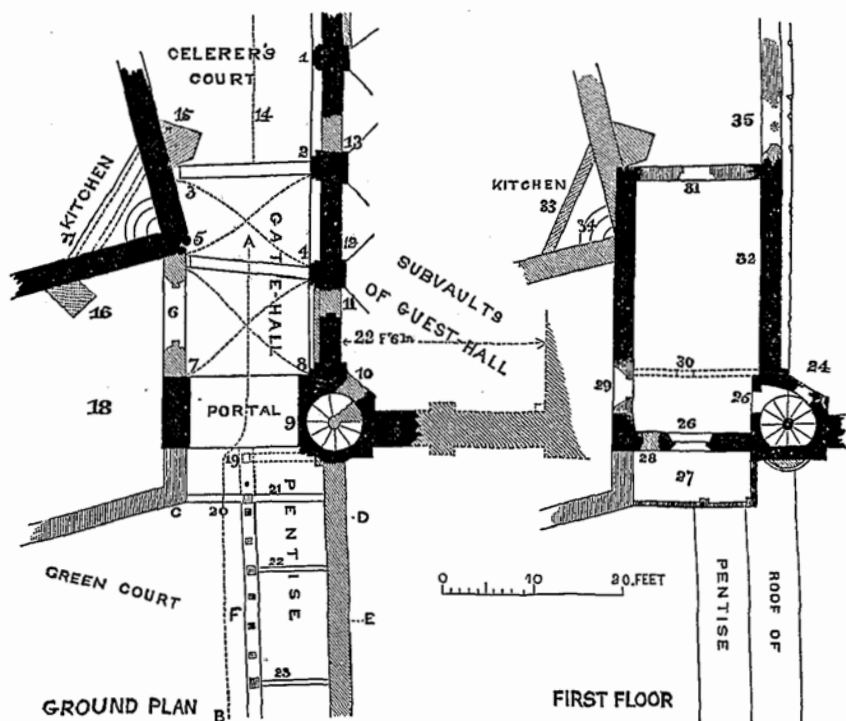 CELERER'S
COURT
1
14
15
13
2
KITCHEN
3
A
5
4
12
GATE-HALL
SUBVAULTS
OF GUEST-HALL
16
6
11
22 F 6 In
7
8
10
18
PORTAL
9
19
21
C
20
D
PENTISE
22
GREEN COURT
F
E
23
B
GROUND PLAN
35
31
KITCHEN
33
34
32
30
24
29
25
26
28
27
0
10
20.FEET
PENTISE
ROOF OF
FIRST FLOOR